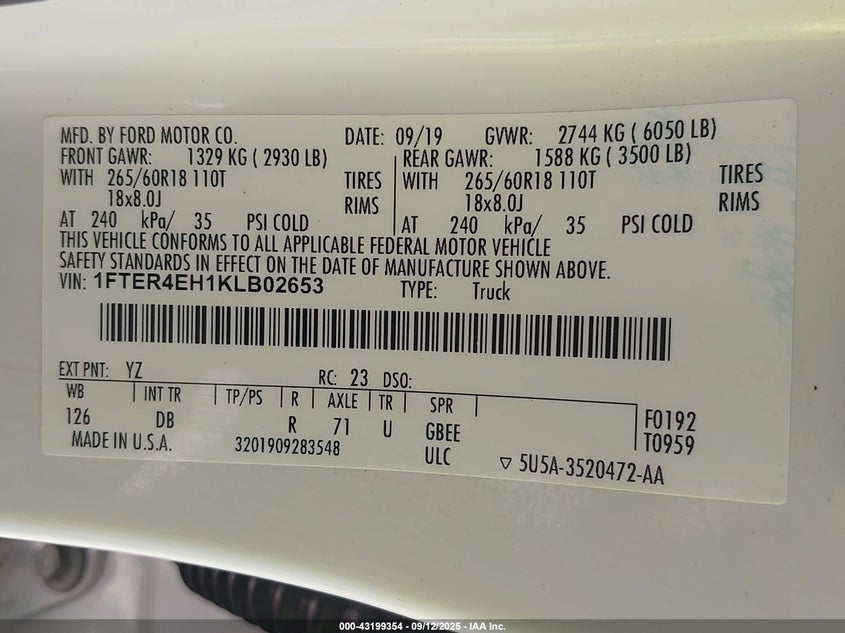 MFD. BY FORD MOTOR CO. DATE: 09/19 GVWR: 2744 KG ( 6050 LB)
FRONT GAWR: 1329 KG ( 2930 LB) REAR GAWR: 1588 KG ( 3500 LB)
WITH 265/60R18 110T TIRES WITH 265/60R18 110T TIRES
18x8.0J RIMS 18x8.0J RIMS
AT 240 kPa/ 35 PSI COLD AT 240 kPa/ 35 PSI COLD
THIS VEHICLE CONFORMS TO ALL APPLICABLE FEDERAL MOTOR VEHICLE
SAFETY STANDARDS IN EFFECT ON THE DATE OF MANUFACTURE SHOWN ABOVE.
VIN: 1FTER4EH1KLB02653 TYPE: Truck
EXT PNT: YZ RC: 23 DSO:
WB INT TR TP/PS R AXLE TR SPR
126 DB R 71 U GBEE F0192
MADE IN U.S.A. 3201909283548 ULC T0959
▽ 5U5A-3520472-AA
000-43199354 - 09/12/2025 - IAA Inc.